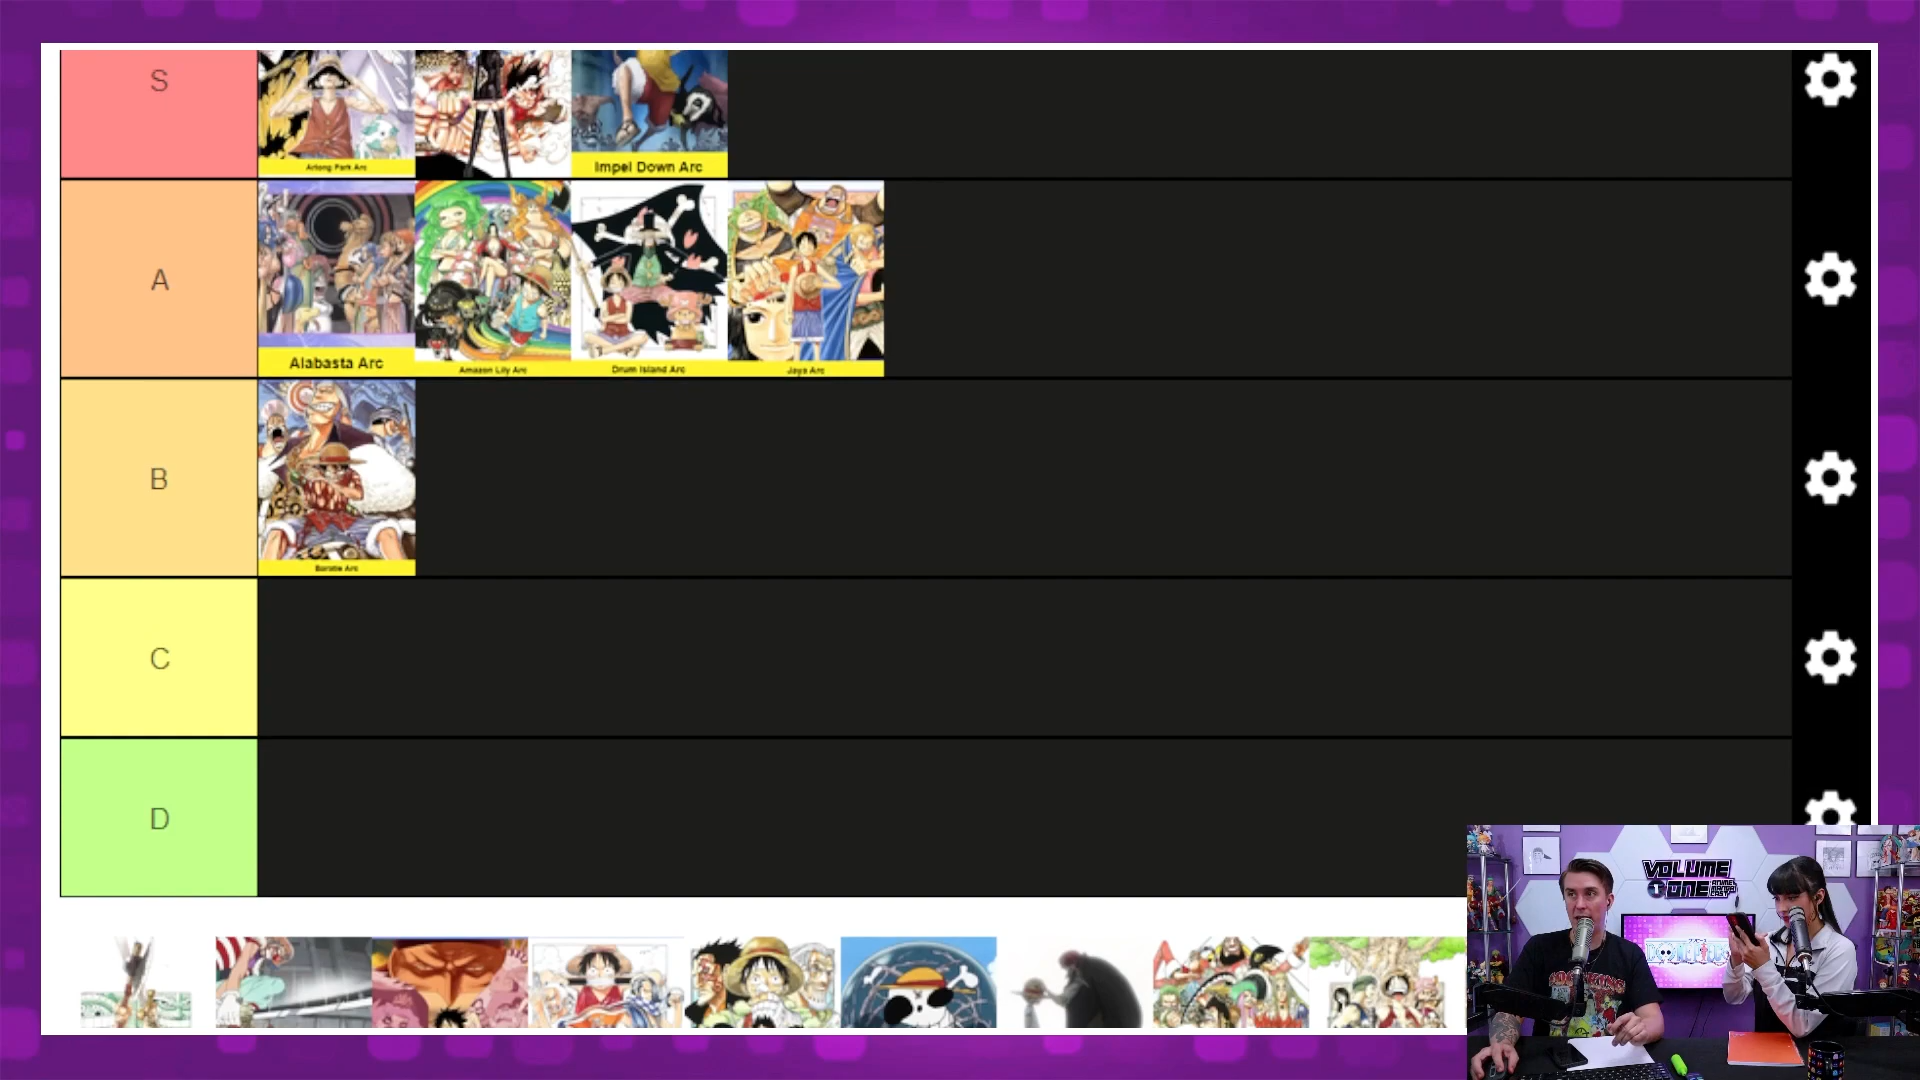 S
Arlong Park Arc
Impel Down Arc
A
Alabasta Arc
Amazon Lily Arc
Drum Island Arc
Jaya Arc
B
Baratie Arc
C
D
VOLUME
ONE